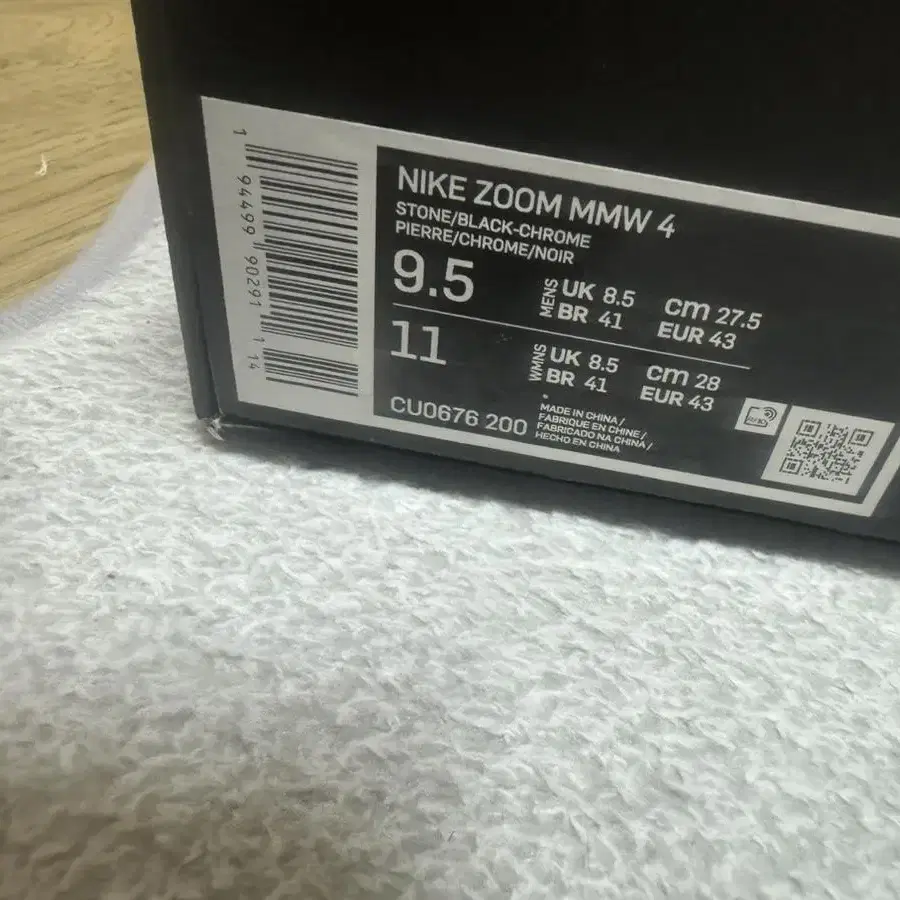 NIKE ZOOM MMW 4
STONE/BLACK-CHROME
PIERRE/CHROME/NOIR
9.5 MENS UK 8.5 cm 27.5
BR 41 EUR 43
11 WMNS UK 8.5 cm 28
BR 41 EUR 43
CU0676 200
MADE IN CHINA /
FABRIQUE EN CHINE /
FABRICADO NA CHINA /
HECHO EN CHINA
RFID
1 94499 90291 1 14